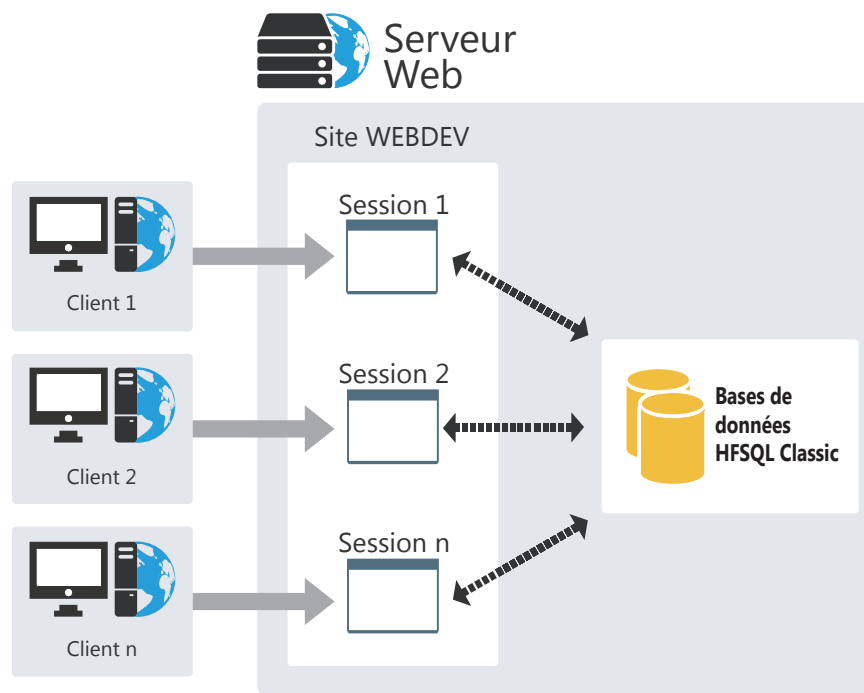 Serveur
Web
Site WEBDEV
Session 1
Client 1
Session 2
Client 2
Bases de
données
HFSQL Classic
Session n
Client n